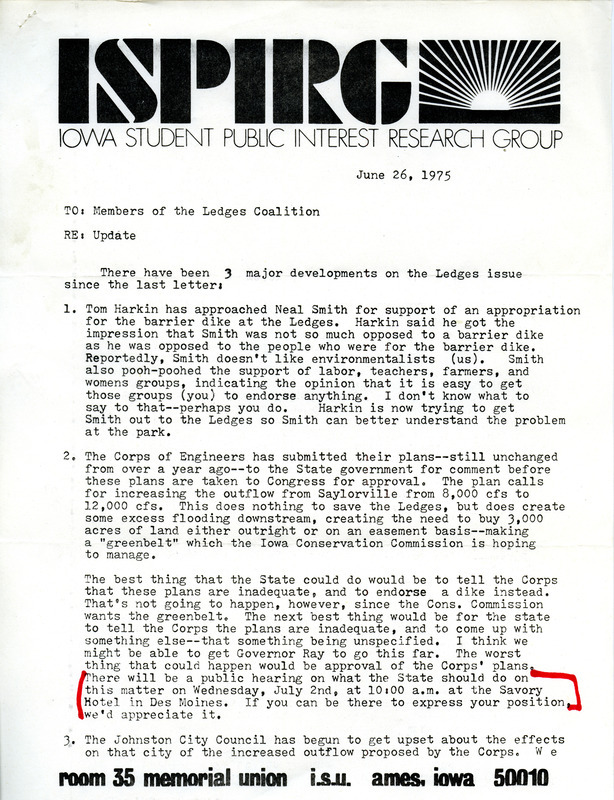 ISPIRG
IOWA STUDENT PUBLIC INTEREST RESEARCH GROUP
June 26, 1975
TO: Members of the Ledges Coalition
RE: Update
There have been 3 major developments on the Ledges issue
since the last letter:
1. Tom Harkin has approached Neal Smith for support of an appropriation
for the barrier dike at the Ledges. Harkin said he got the
impression that Smith was not so much opposed to a barrier dike
as he was opposed to the people who were for the barrier dike.
Reportedly, Smith doesn't like environmentalists (us). Smith
also pooh-poohed the support of labor, teachers, farmers, and
womens groups, indicating the opinion that it is easy to get
those groups (you) to endorse anything. I don't know what to
say to that--perhaps you do. Harkin is now trying to get
Smith out to the Ledges so Smith can better understand the problem
at the park.
2. The Corps of Engineers has submitted their plans--still unchanged
from over a year ago--to the State government for comment before
these plans are taken to Congress for approval. The plan calls
for increasing the outflow from Saylorville from 8,000 cfs to
12,000 cfs. This does nothing to save the Ledges, but does create
some excess flooding downstream, creating the need to buy 3,000
acres of land either outright or on an easement basis--making
a "greenbelt" which the Iowa Conservation Commission is hoping
to manage.
The best thing that the State could do would be to tell the Corps
that these plans are inadequate, and to endorse a dike instead.
That's not going to happen, however, since the Cons. Commission
wants the greenbelt. The next best thing would be for the state
to tell the Corps the plans are inadequate, and to come up with
something else--that something being unspecified. I think we
might be able to get Governor Ray to go this far. The worst
thing that could happen would be approval of the Corps' plans.
There will be a public hearing on what the State should do on
this matter on Wednesday, July 2nd, at 10:00 a.m. at the Savory
Hotel in Des Moines. If you can be there to express your position,
we'd appreciate it.
3. The Johnston City Council has begun to get upset about the effects
on that city of the increased outflow proposed by the Corps. W e
room 35 memorial union i.s.u. ames, iowa 50010